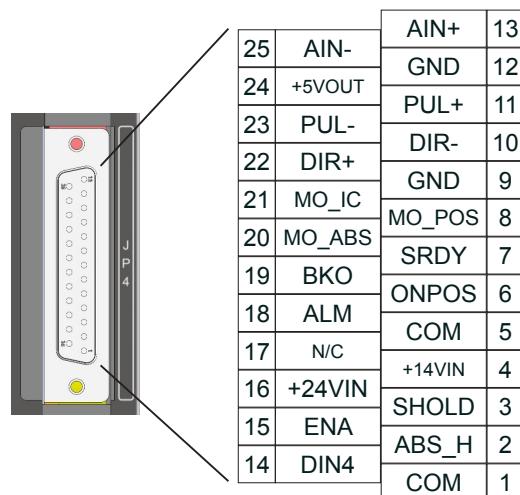 AIN+ 13
25 AIN-
GND 12
24 +5VOUT
PUL+ 11
23 PUL-
DIR- 10
22 DIR+
GND 9
21 MO_IC
MO_POS 8
20 MO_ABS
SRDY 7
19 BKO
ONPOS 6
18 ALM
COM 5
17 N/C
+14VIN 4
16 +24VIN
SHOLD 3
15 ENA
ABS_H 2
14 DIN4
COM 1
JP4